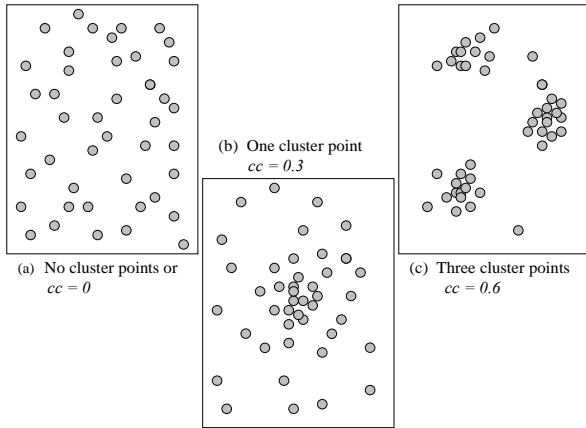 (b) One cluster point
cc = 0.3
(a) No cluster points or
cc = 0
(c) Three cluster points
cc = 0.6